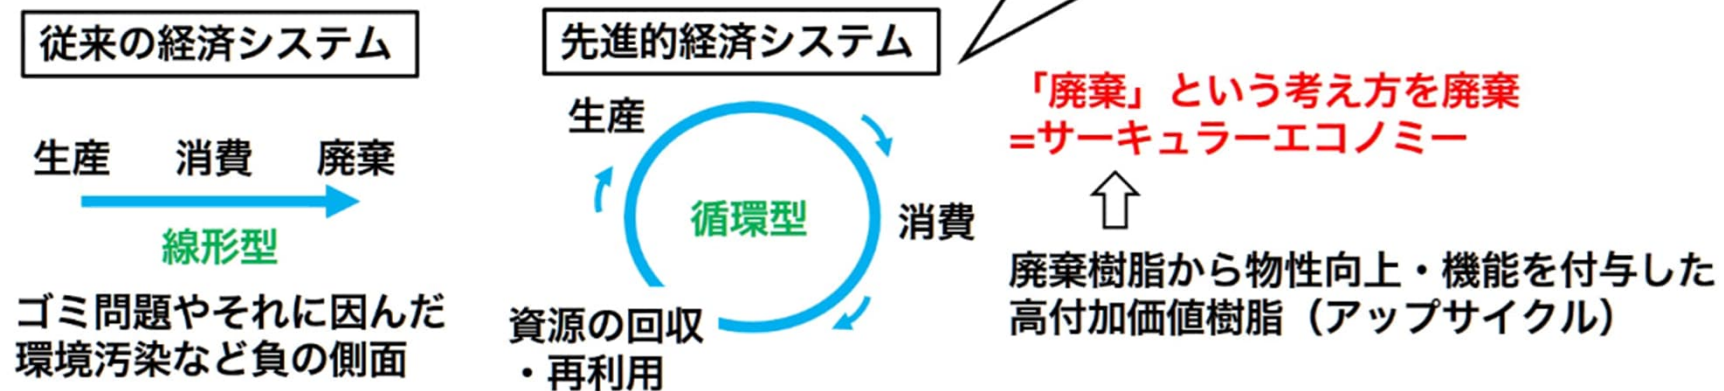 従来の経済システム
生産 消費 廃棄
線形型
ゴミ問題やそれに因んだ
環境汚染など負の側面
先進的経済システム
生産
循環型
消費
資源の回収
・再利用
「廃棄」という考え方を廃棄
=サーキュラーエコノミー
廃棄樹脂から物性向上・機能を付与した
高付加価値樹脂（アップサイクル）